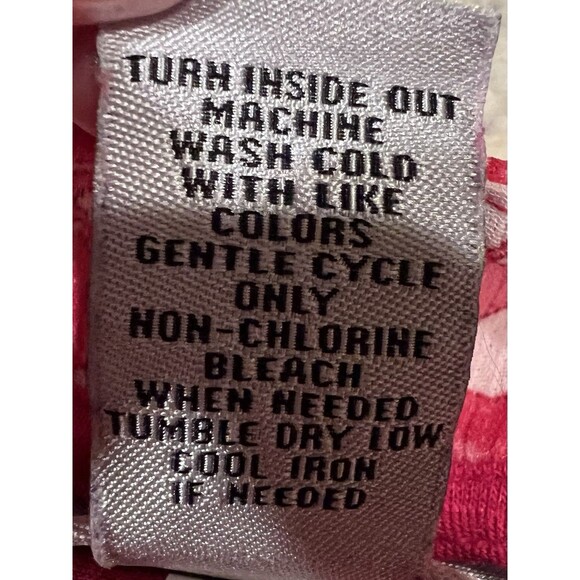 TURN INSIDE OUT
MACHINE
WASH COLD
WITH LIKE
COLORS
GENTLE CYCLE
ONLY
NON-CHLORINE
BLEACH
WHEN NEEDED
TUMBLE DRY LOW
COOL IRON
IF NEEDED